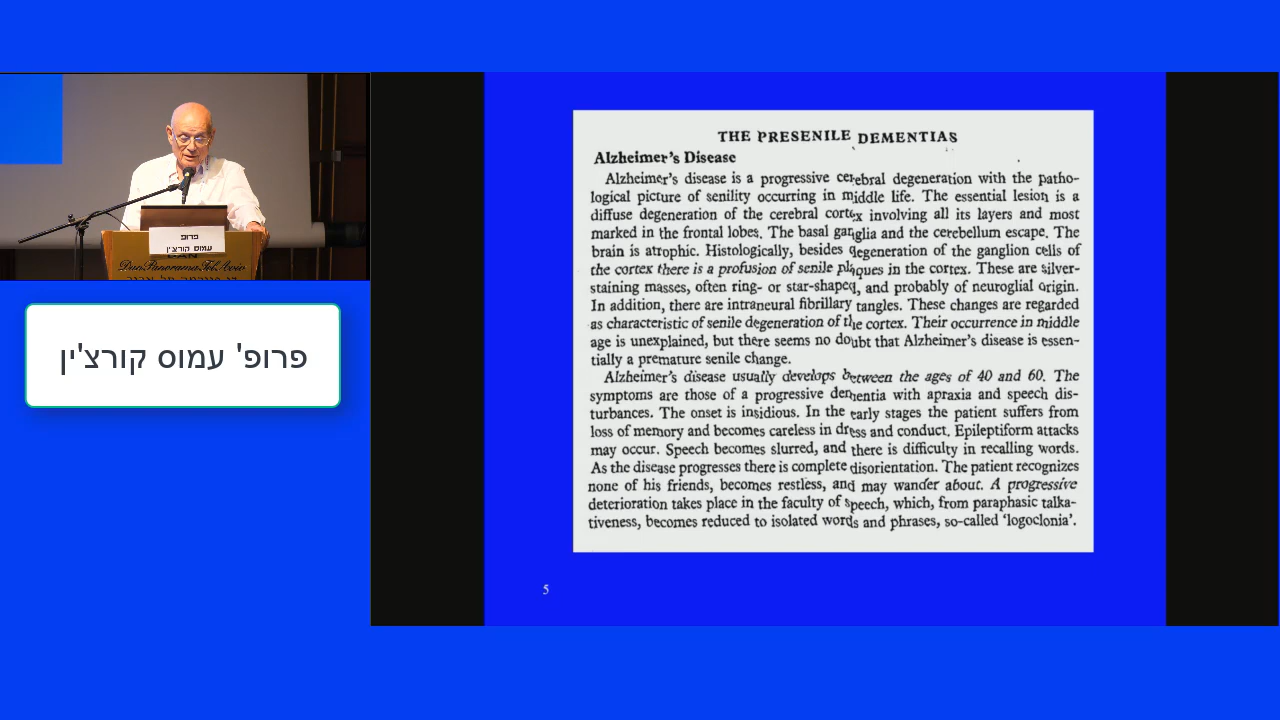 פרופ
עמוס קורצ'ין
DAN
Dan Panorama Tel Aviv
דן פנורמה תל אביב
פרופ' עמוס קורצ'ין
THE PRESENILE DEMENTIAS
Alzheimer's Disease
Alzheimer's disease is a progressive cerebral degeneration with the patho-
logical picture of senility occurring in middle life. The essential lesion is a
diffuse degeneration of the cerebral cortex involving all its layers and most
marked in the frontal lobes. The basal ganglia and the cerebellum escape. The
brain is atrophic. Histologically, besides degeneration of the ganglion cells of
the cortex there is a profusion of senile plaques in the cortex. These are silver-
staining masses, often ring- or star-shaped, and probably of neuroglial origin.
In addition, there are intraneural fibrillary tangles. These changes are regarded
as characteristic of senile degeneration of the cortex. Their occurrence in middle
age is unexplained, but there seems no doubt that Alzheimer's disease is essen-
tially a premature senile change.
Alzheimer's disease usually develops between the ages of 40 and 60. The
symptoms are those of a progressive dementia with apraxia and speech dis-
turbances. The onset is insidious. In the early stages the patient suffers from
loss of memory and becomes careless in dress and conduct. Epileptiform attacks
may occur. Speech becomes slurred, and there is difficulty in recalling words.
As the disease progresses there is complete disorientation. The patient recognizes
none of his friends, becomes restless, and may wander about. A progressive
deterioration takes place in the faculty of speech, which, from paraphasic talka-
tiveness, becomes reduced to isolated words and phrases, so-called 'logoclonia'.
5